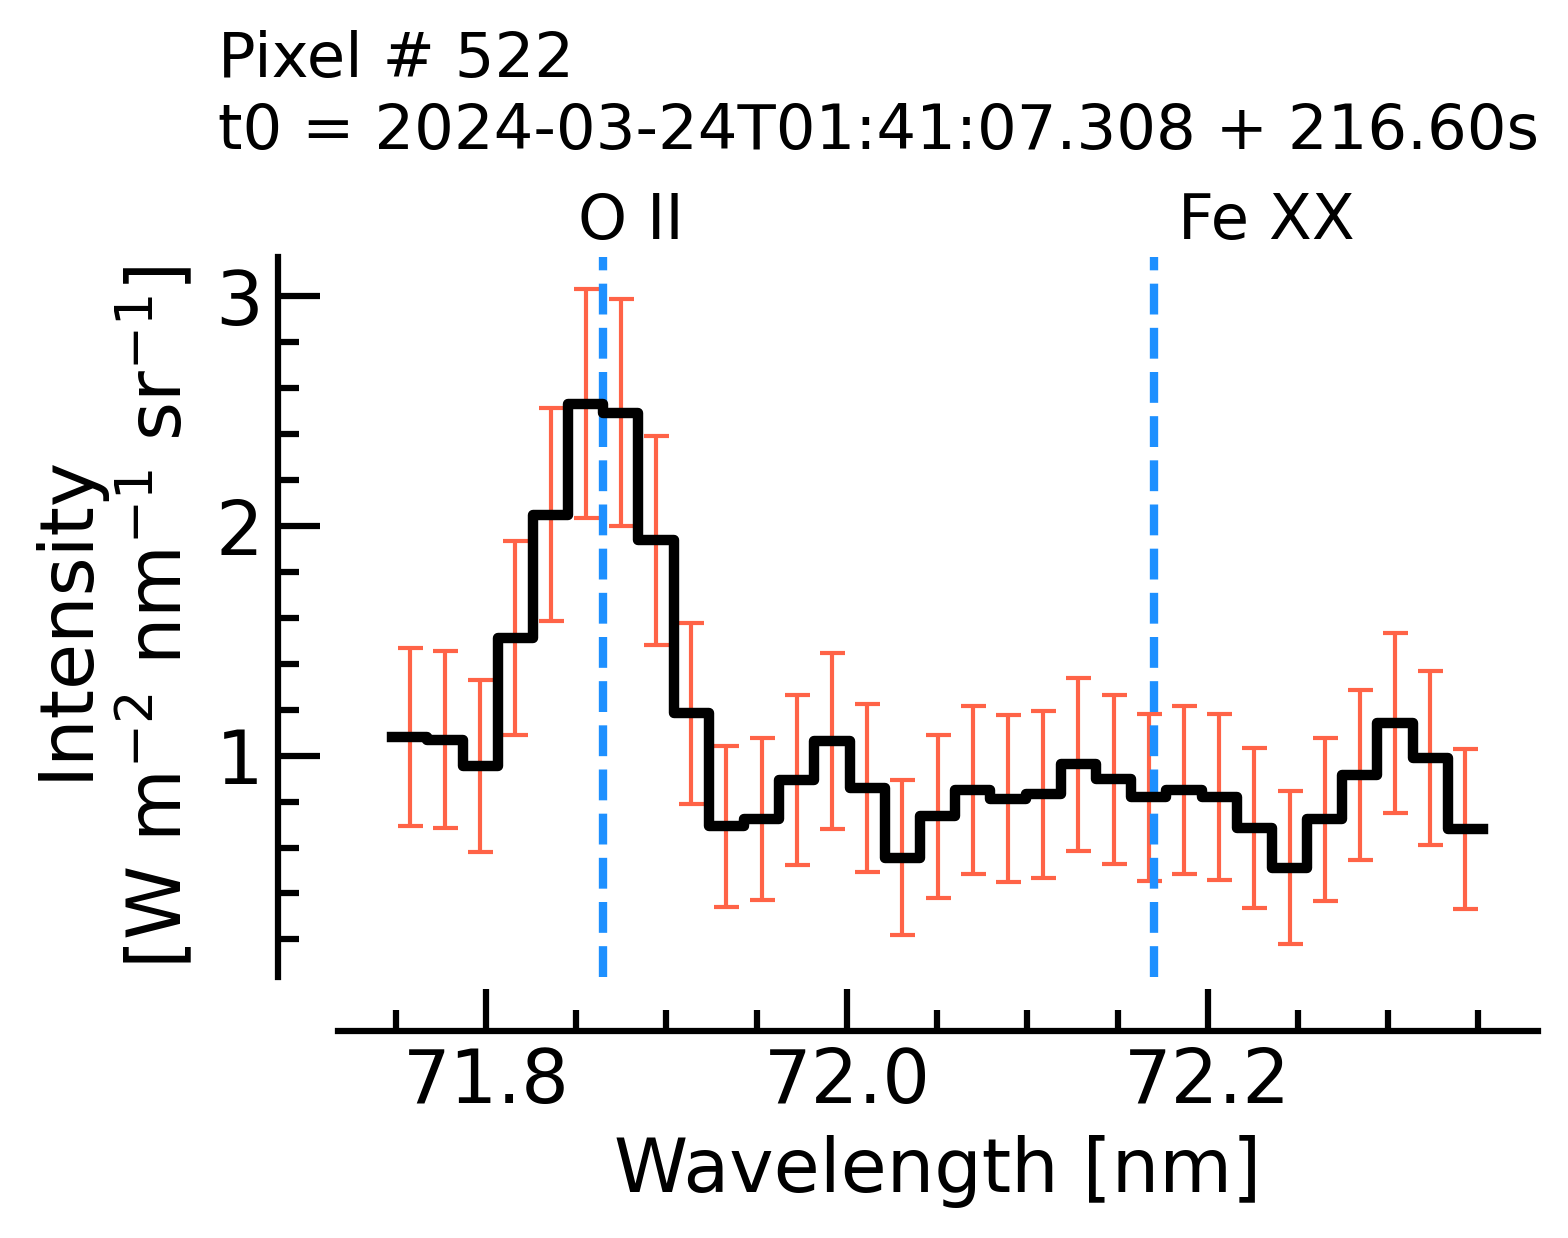 Pixel # 522
t0 = 2024-03-24T01:41:07.308 + 216.60s
O II Fe XX
Intensity
[W m⁻² nm⁻¹ sr⁻¹]
3
2
1
71.8 72.0 72.2
Wavelength [nm]